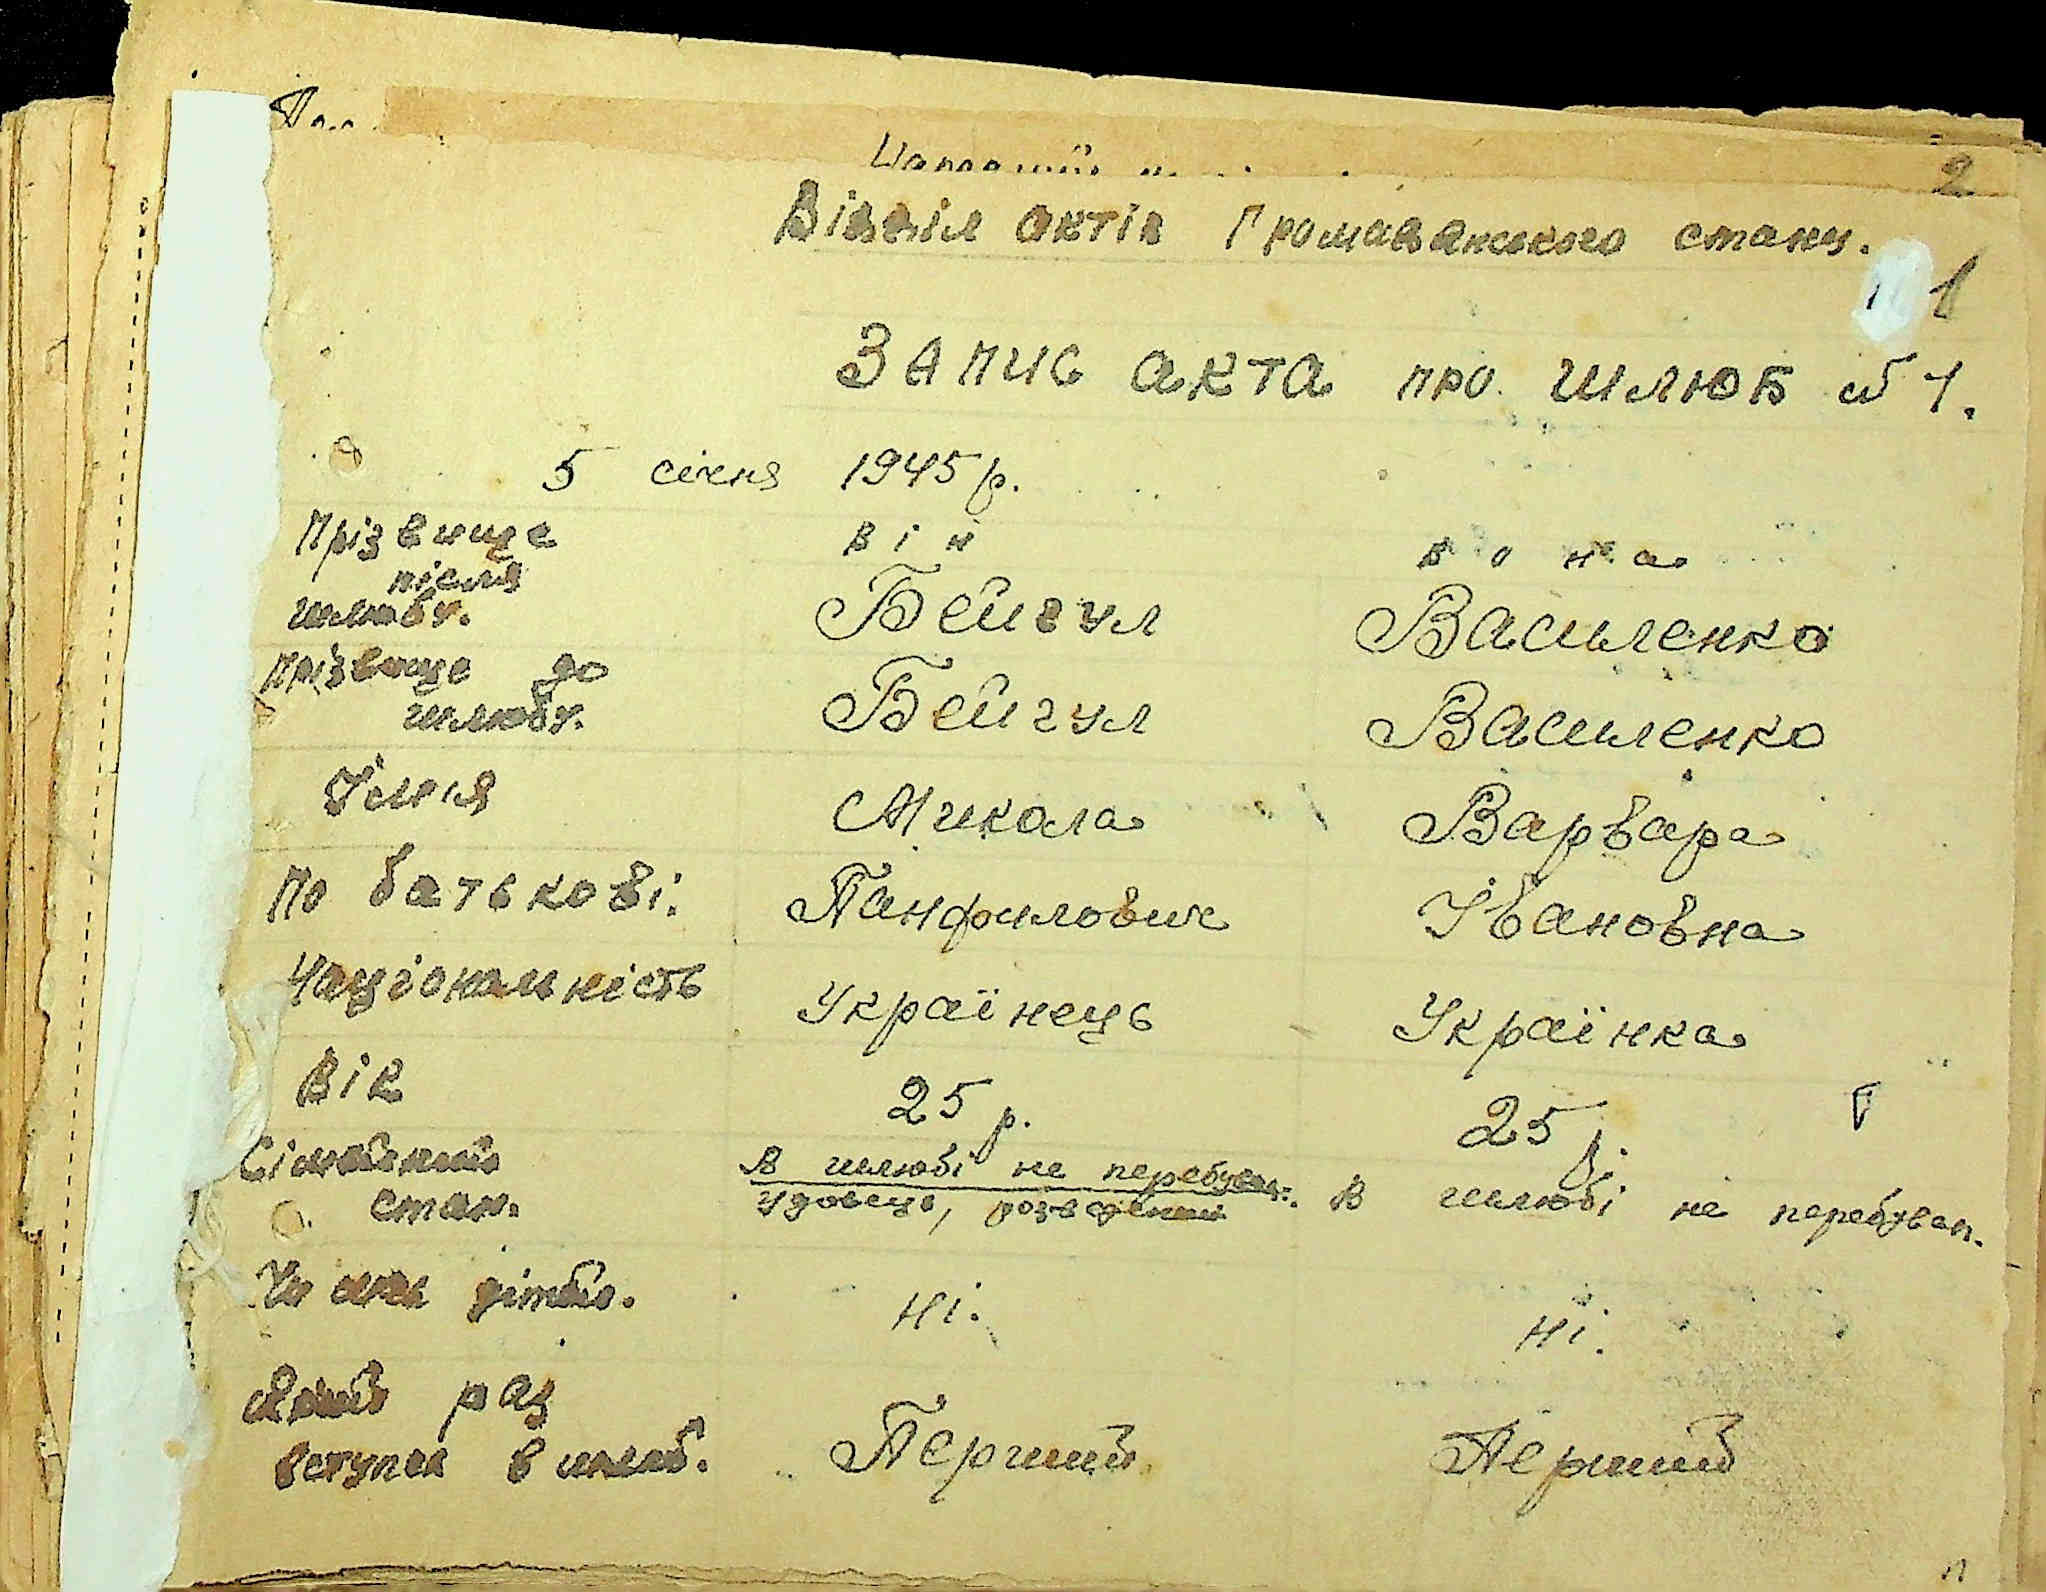 2
Відділ актів Громадянського стану.
1
Запис акта про шлюб № 1.
5 січня 1945 р.
Прізвище він вона
після
шлюбу. Бейгул Василенко
Прізвище до
шлюбу. Бейгул Василенко
Ім'я Микола Варвара
По батькові. Панфилович Івановна
Національність Українець Українка
Вік 25 р. 25 р.
Сімейний В шлюбі не перебував.
стан. Удовець, розведений В шлюбі не перебувал.
Чи має дітей. Ні. Ні.
Який раз
вступає в шлюб. Перший Перший